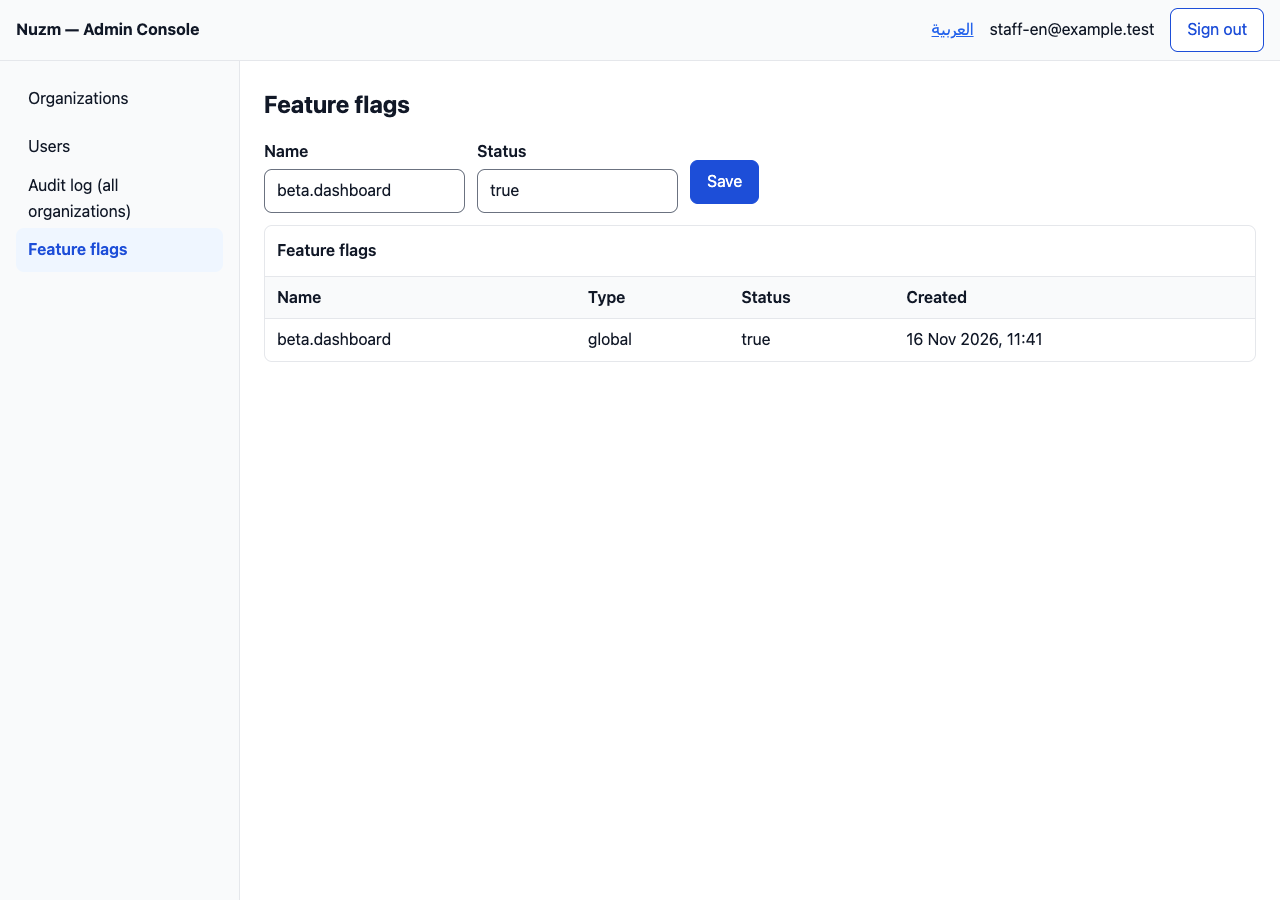 Nuzm — Admin Console
العربية
staff-en@example.test
Sign out
Organizations
Users
Audit log (all
organizations)
Feature flags
Feature flags
Name
Status
beta.dashboard
true
Save
Feature flags
Name Type Status Created
beta.dashboard global true 16 Nov 2026, 11:41